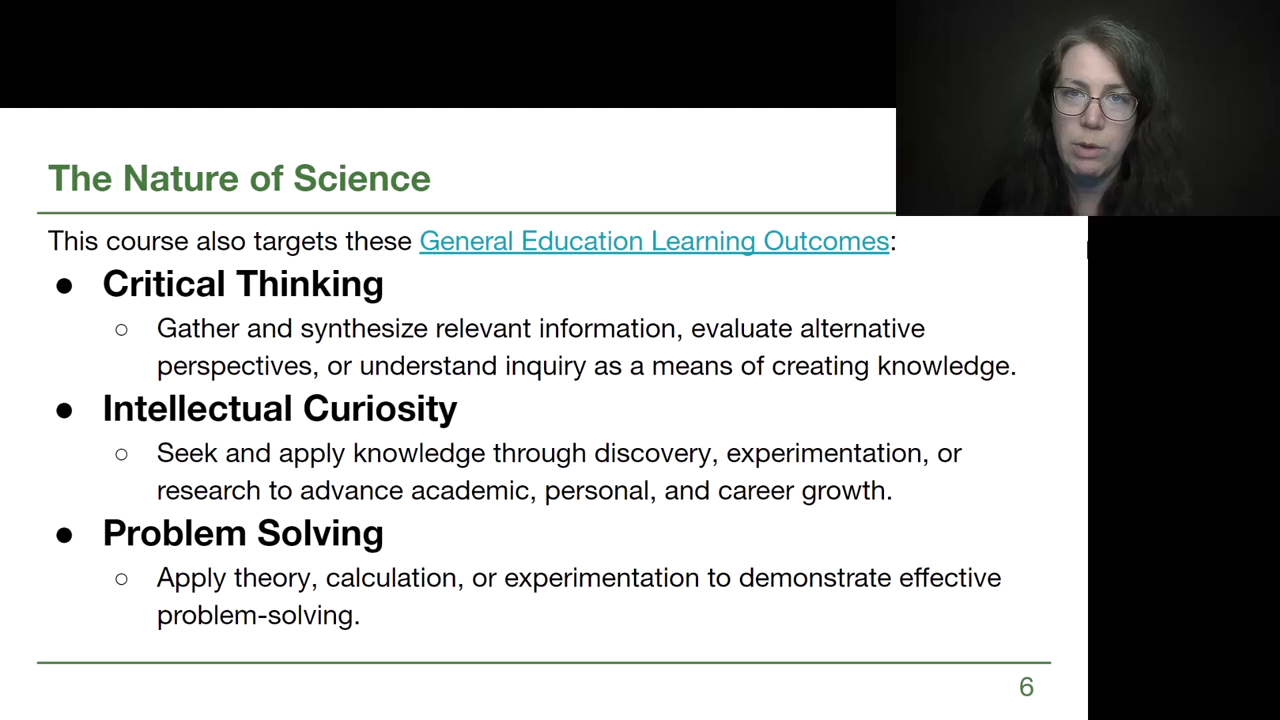 The Nature of Science
This course also targets these General Education Learning Outcomes:
● Critical Thinking
○ Gather and synthesize relevant information, evaluate alternative
perspectives, or understand inquiry as a means of creating knowledge.
● Intellectual Curiosity
○ Seek and apply knowledge through discovery, experimentation, or
research to advance academic, personal, and career growth.
● Problem Solving
○ Apply theory, calculation, or experimentation to demonstrate effective
problem-solving.
6